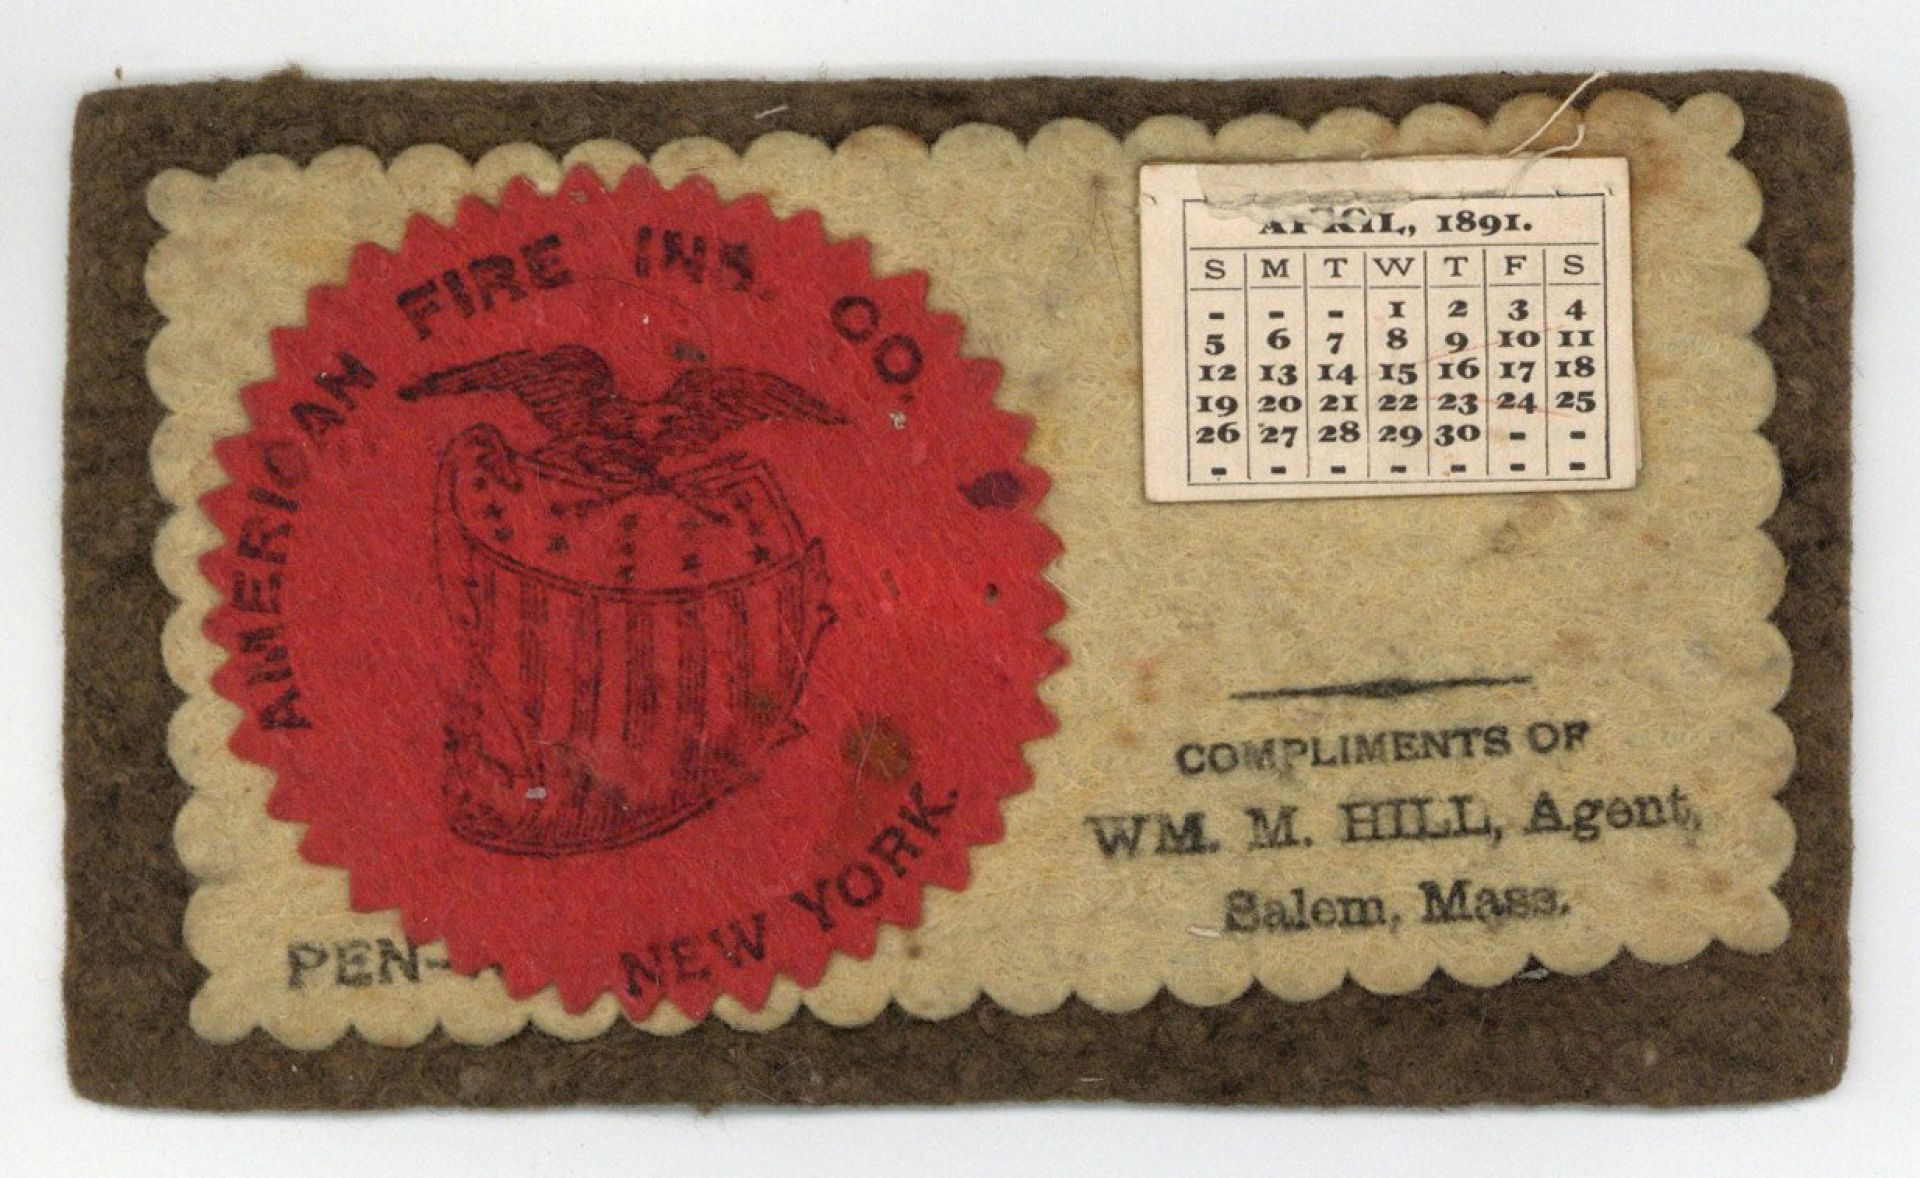 AMERICAN FIRE INS. CO.
NEW YORK.
PEN-
APRIL, 1891.
S M T W T F S
- - - 1 2 3 4
5 6 7 8 9 10 11
12 13 14 15 16 17 18
19 20 21 22 23 24 25
26 27 28 29 30 - -
- - - - - - -
COMPLIMENTS OF
WM. M. HILL, Agent,
Salem, Mass.